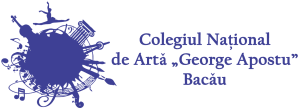 Colegiul Național
de Artă „George Apostu”
Bacău